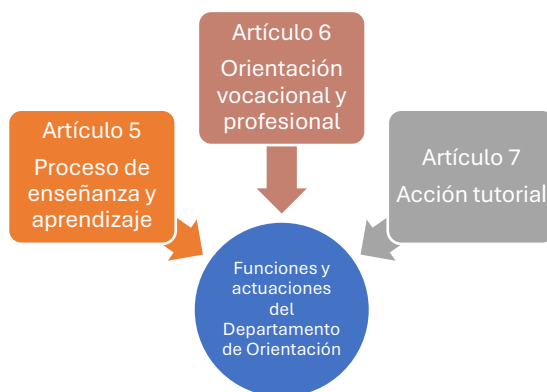 Artículo 5
Proceso de
enseñanza y
aprendizaje
Artículo 6
Orientación
vocacional y
profesional
Artículo 7
Acción tutorial
Funciones y
actuaciones
del
Departamento
de Orientación